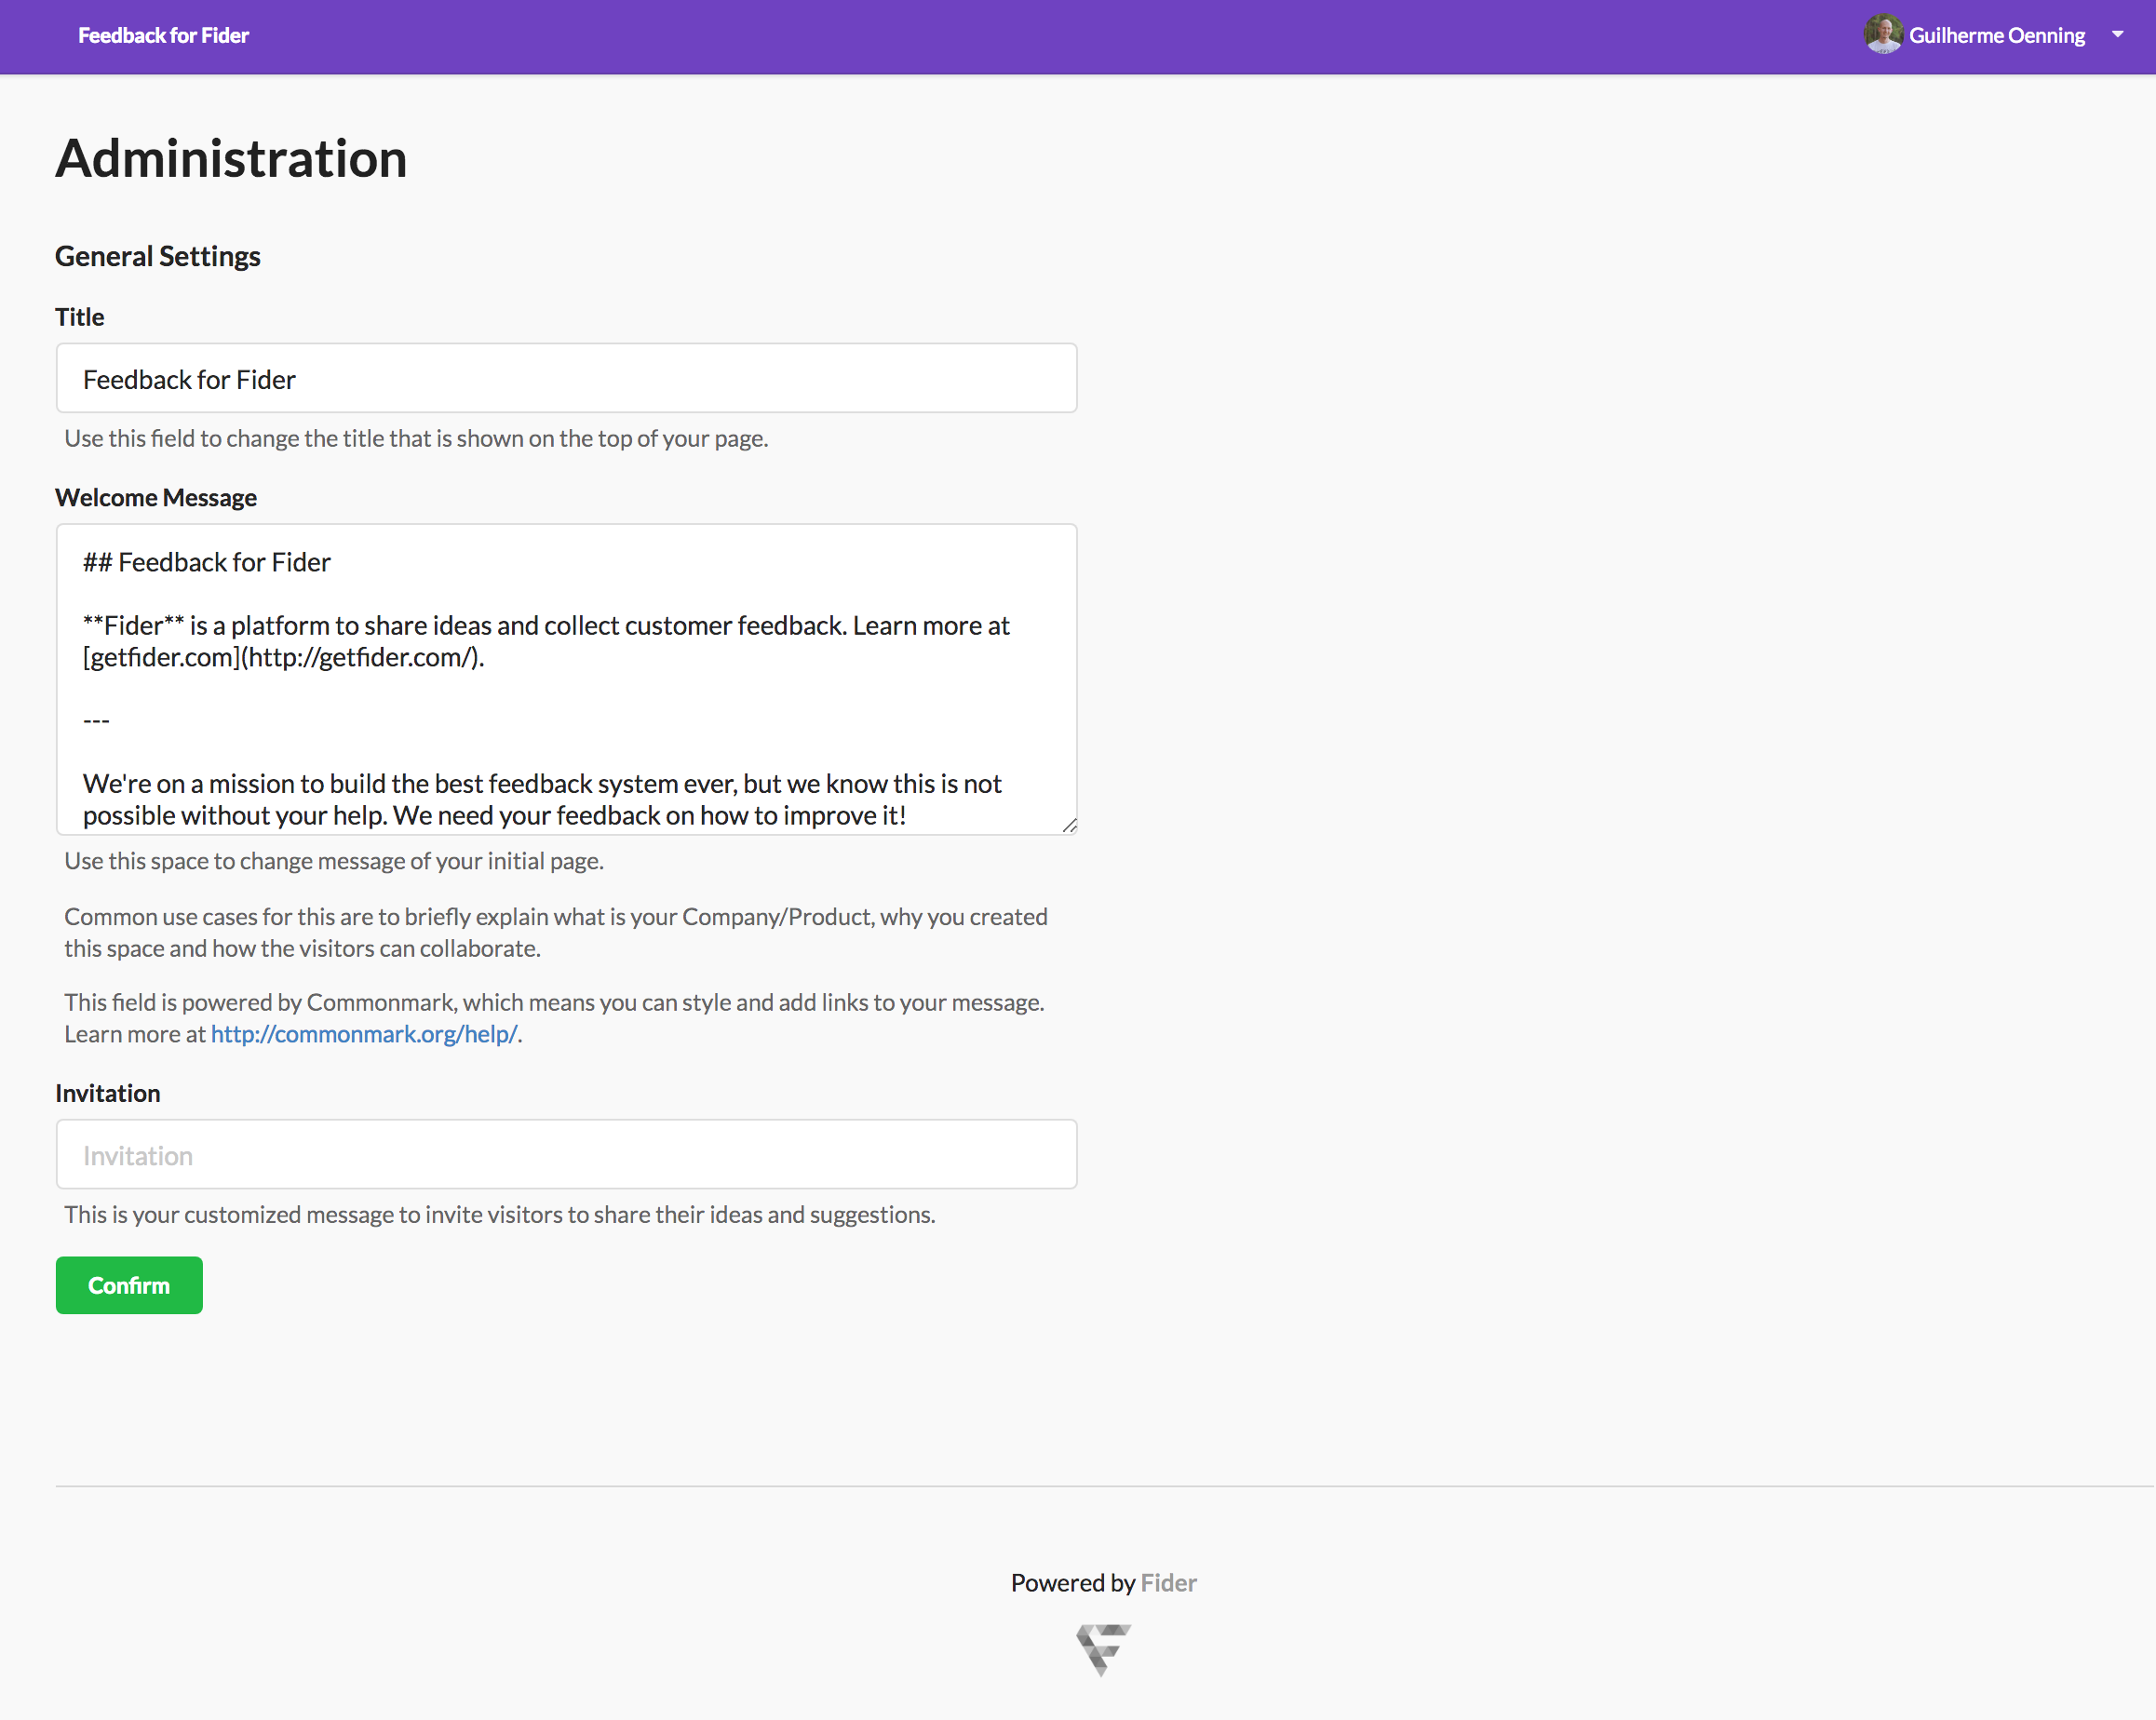 Feedback for Fider
Guilherme Oenning
Administration
General Settings
Title
Feedback for Fider
Use this field to change the title that is shown on the top of your page.
Welcome Message
## Feedback for Fider
**Fider** is a platform to share ideas and collect customer feedback. Learn more at
[getfider.com](http://getfider.com/).
---
We're on a mission to build the best feedback system ever, but we know this is not
possible without your help. We need your feedback on how to improve it!
Use this space to change message of your initial page.
Common use cases for this are to briefly explain what is your Company/Product, why you created
this space and how the visitors can collaborate.
This field is powered by Commonmark, which means you can style and add links to your message.
Learn more at http://commonmark.org/help/.
Invitation
Invitation
This is your customized message to invite visitors to share their ideas and suggestions.
Confirm
Powered by Fider